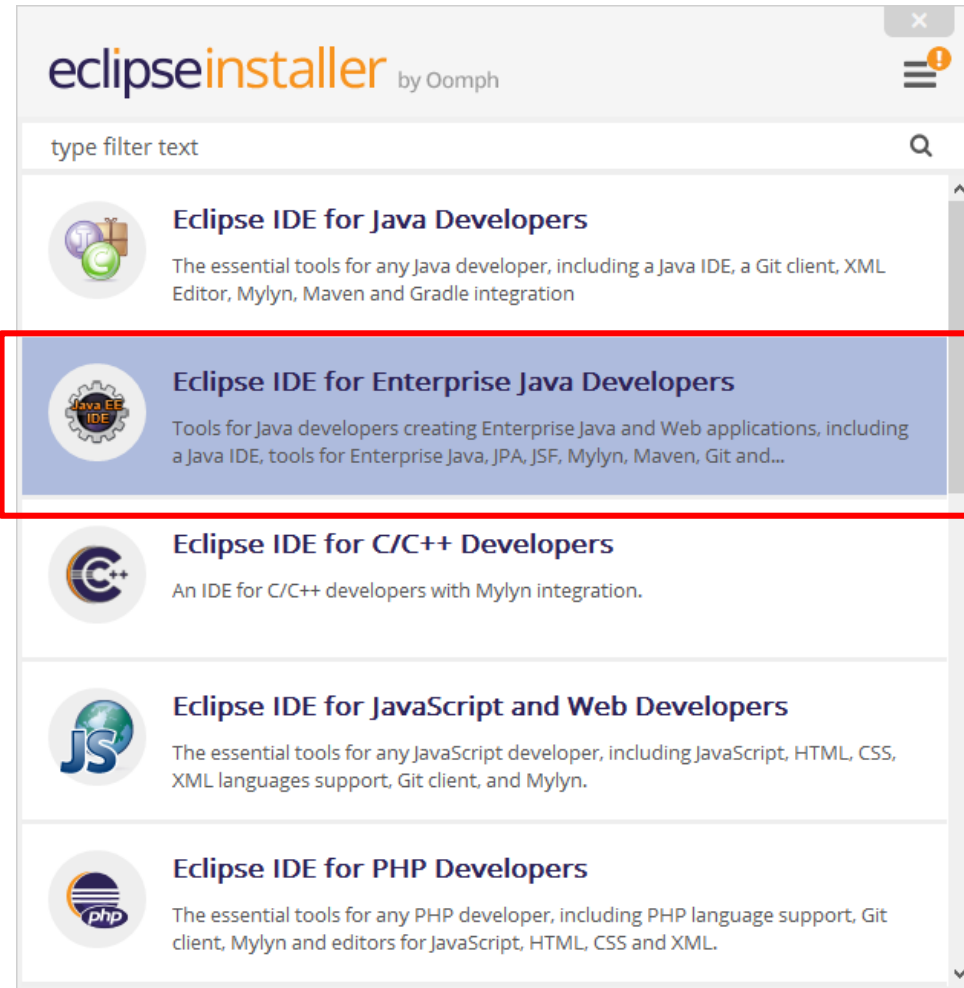 eclipseinstaller by Oomph
type filter text
Eclipse IDE for Java Developers
The essential tools for any Java developer, including a Java IDE, a Git client, XML
Editor, Mylyn, Maven and Gradle integration
Eclipse IDE for Enterprise Java Developers
Java EE
IDE
Tools for Java developers creating Enterprise Java and Web applications, including
a Java IDE, tools for Enterprise Java, JPA, JSF, Mylyn, Maven, Git and...
Eclipse IDE for C/C++ Developers
C++
An IDE for C/C++ developers with Mylyn integration.
Eclipse IDE for JavaScript and Web Developers
JS
The essential tools for any JavaScript developer, including JavaScript, HTML, CSS,
XML languages support, Git client, and Mylyn.
Eclipse IDE for PHP Developers
php
The essential tools for any PHP developer, including PHP language support, Git
client, Mylyn and editors for JavaScript, HTML, CSS and XML.